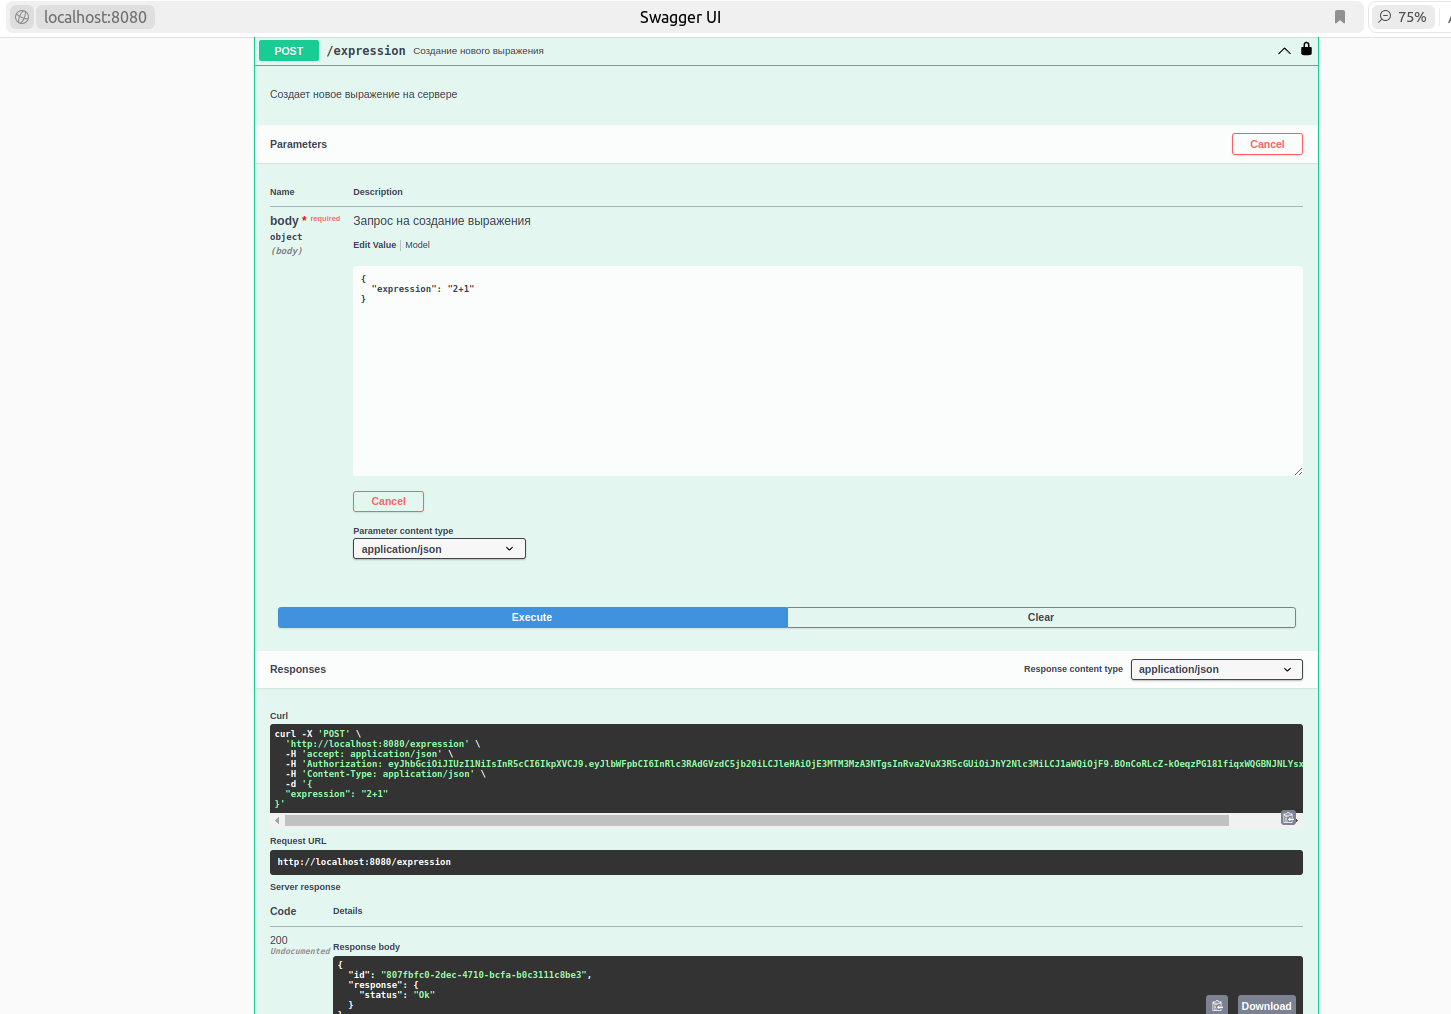 localhost:8080
Swagger UI
75%
POST /expression Создание нового выражения
Создает новое выражение на сервере
Parameters
Cancel
Name Description
body * required
object
(body)
Запрос на создание выражения
Edit Value | Model
{
"expression": "2+1"
}
Cancel
Parameter content type
application/json
Execute
Clear
Responses
Response content type
application/json
Curl
curl -X 'POST' \
'http://localhost:8080/expression' \
-H 'accept: application/json' \
-H 'Authorization:
-H 'Content-Type: application/json' \
-d '{
"expression": "2+1"
}'
Request URL
http://localhost:8080/expression
Server response
Code Details
200
Undocumented
Response body
{
"id": "807fbfc0-2dec-4710-bcfa-b0c3111c8be3",
"response": {
"status": "Ok"
}
Download